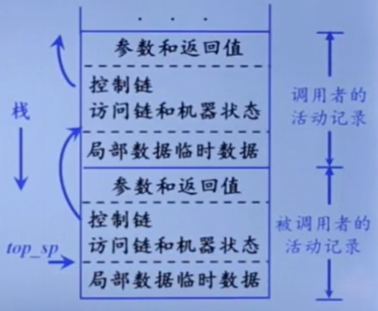 . . .
参数和返回值
控制链
访问链和机器状态
局部数据临时数据
参数和返回值
控制链
访问链和机器状态
局部数据临时数据
栈
top_sp
调用者的
活动记录
被调用者的
活动记录